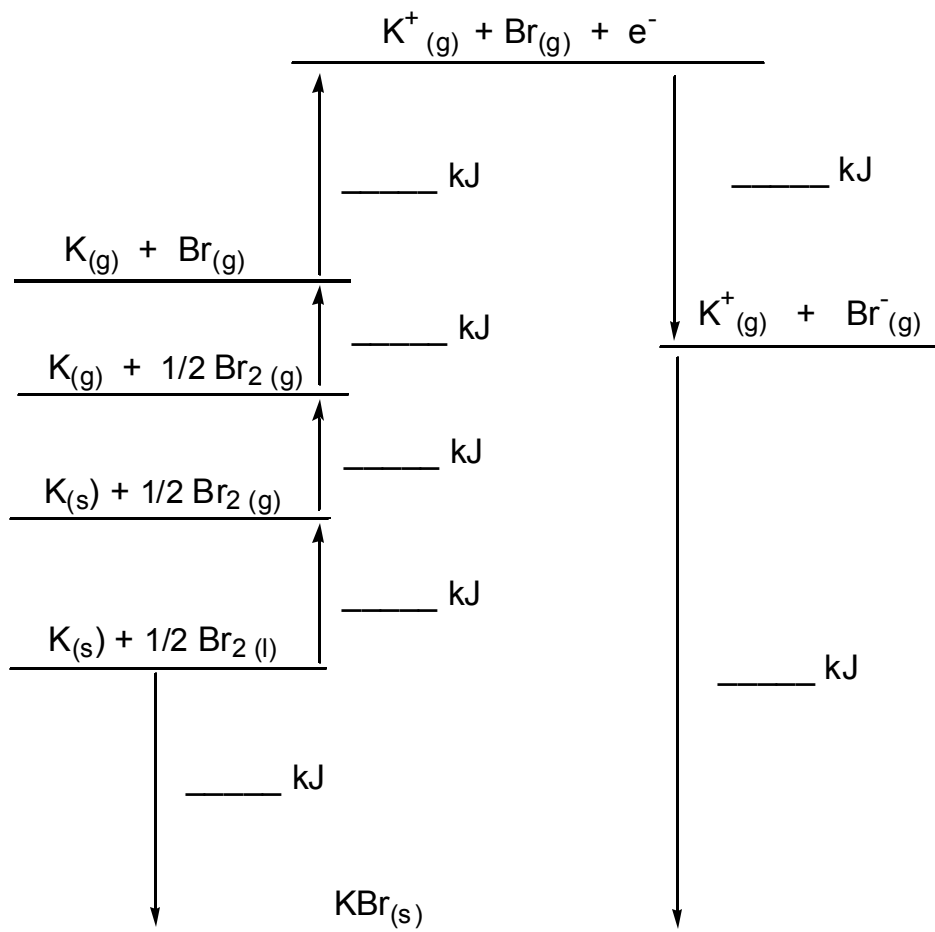 K⁺(g) + Br(g) + e⁻
_____ kJ
_____ kJ
K(g) + Br(g)
_____ kJ
K⁺(g) + Br⁻(g)
K(g) + 1/2 Br₂ (g)
_____ kJ
K(s) + 1/2 Br₂ (g)
_____ kJ
K(s) + 1/2 Br₂ (l)
_____ kJ
_____ kJ
KBr(s)